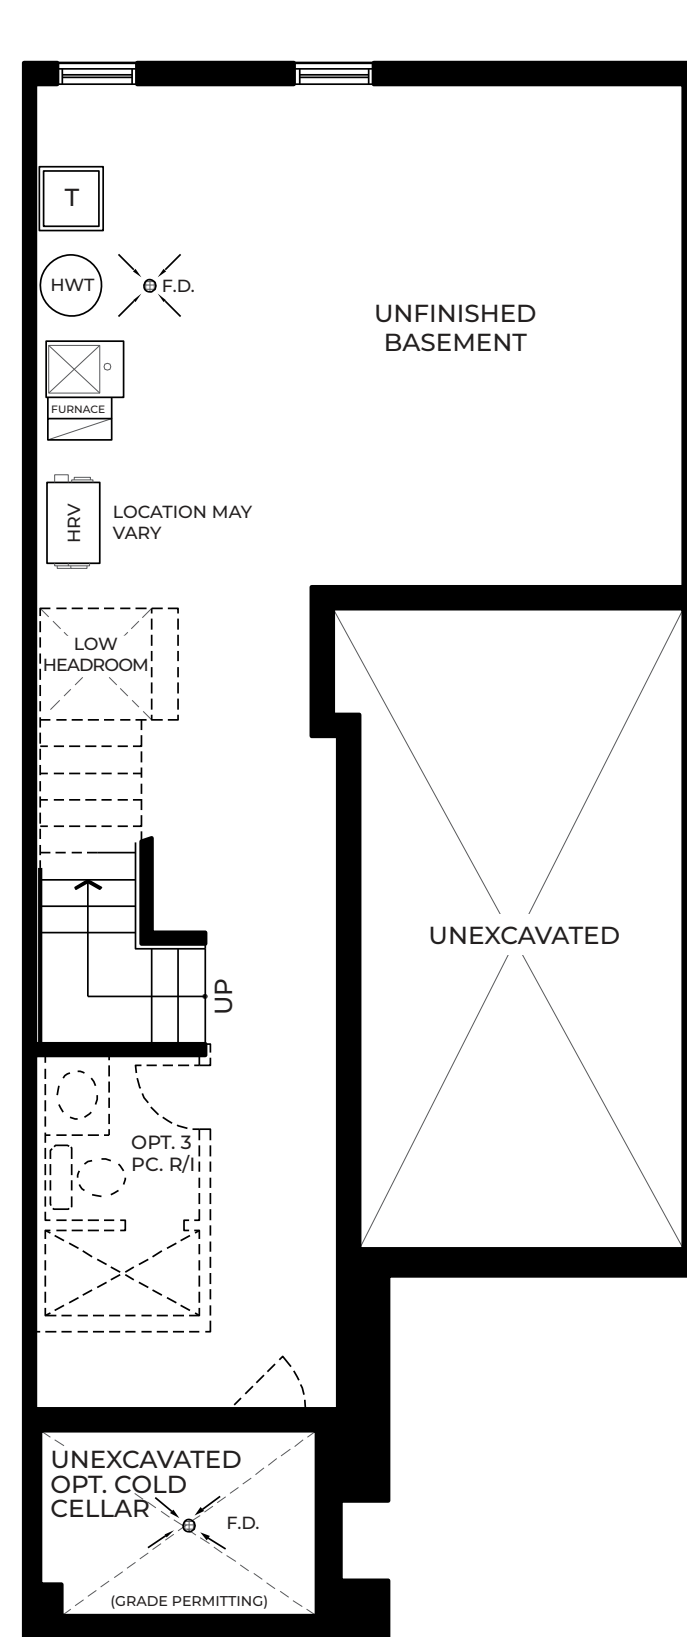 T
HWT
F.D.
UNFINISHED
BASEMENT
FURNACE
HRV
LOCATION MAY
VARY
LOW
HEADROOM
UNEXCAVATED
UP
OPT. 3
PC. R/I
UNEXCAVATED
OPT. COLD
CELLAR
F.D.
(GRADE PERMITTING)